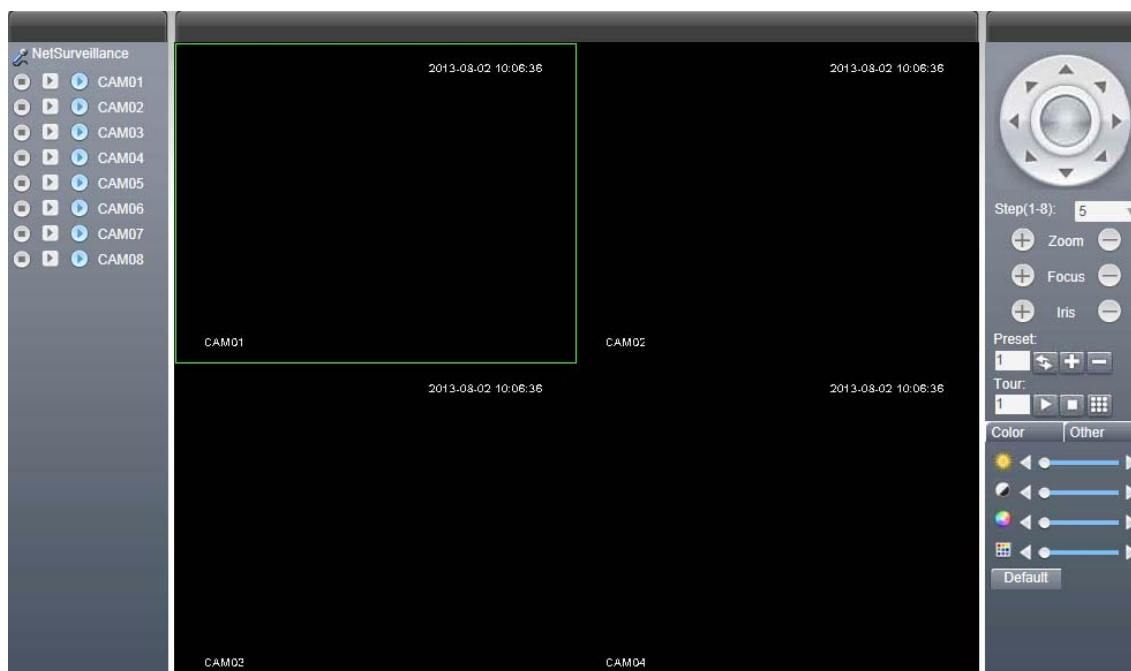 NetSurveillance
CAM01
CAM02
CAM03
CAM04
CAM05
CAM06
CAM07
CAM08
2013-08-02 10:06:36
2013-08-02 10:06:36
CAM01
CAM02
2013-08-02 10:06:36
2013-08-02 10:06:36
CAM03
CAM04
Step(1-8): 5
Zoom
Focus
Iris
Preset:
1
Tour:
1
Color Other
Default